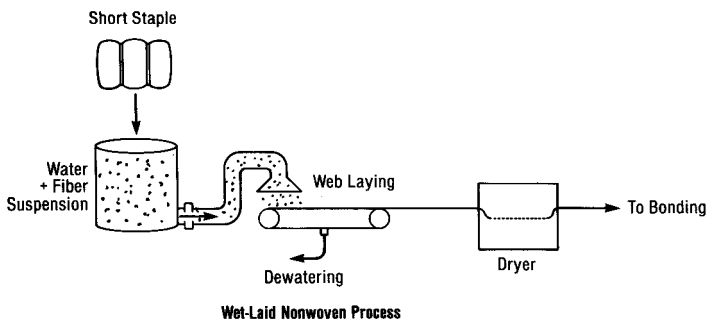 Short Staple
Water
+ Fiber
Suspension
Web Laying
To Bonding
Dryer
Dewatering
Wet-Laid Nonwoven Process